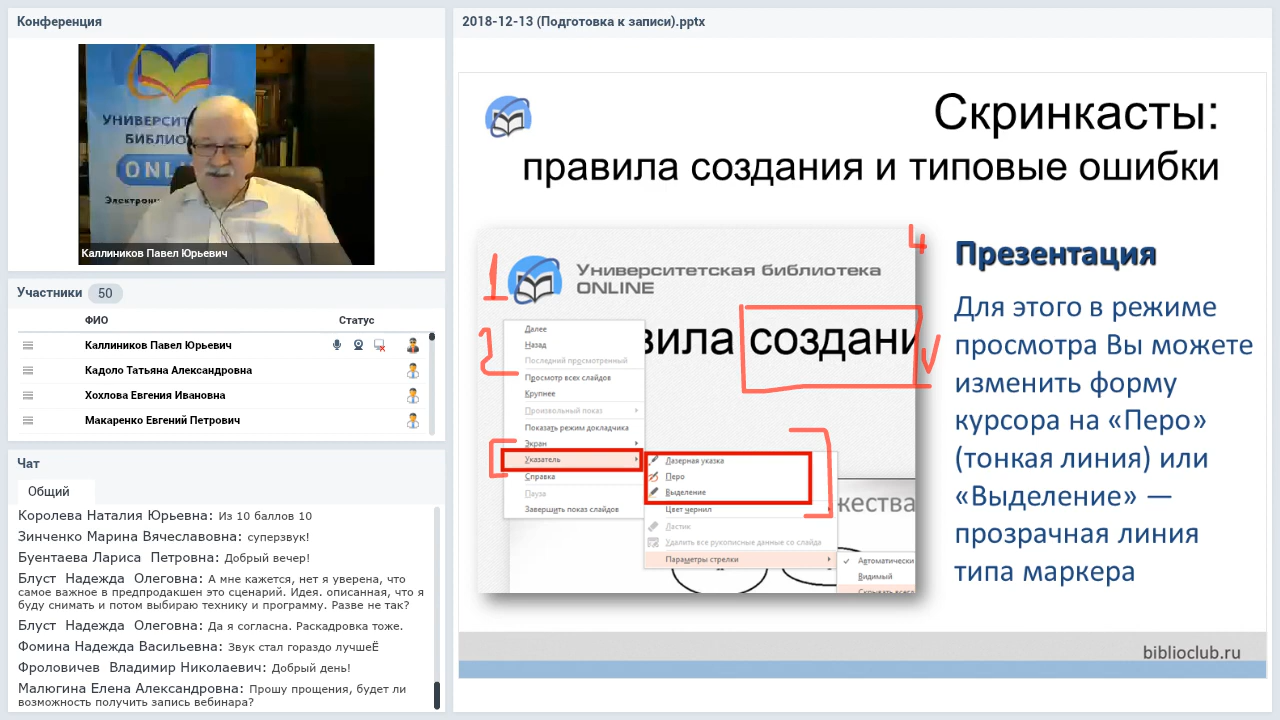 Конференция
УНИВЕРСИТ
БИБЛИО
ONL
Электрон
Каллиников Павел Юрьевич
Участники 50
ФИО Статус
Каллиников Павел Юрьевич
Кадоло Татьяна Александровна
Хохлова Евгения Ивановна
Макаренко Евгений Петрович
Чат
Общий
Королева Наталия Юрьевна: Из 10 баллов 10
Зинченко Марина Вячеславовна: суперзвук!
Буентаева Лариса Петровна: Добрый вечер!
Блуст Надежда Олеговна: А мне кажется, нет я уверена, что
самое важное в предпродакшен это сценарий. Идея. описанная, что я
буду снимать и потом выбираю технику и программу. Разве не так?
Блуст Надежда Олеговна: Да я согласна. Раскадровка тоже.
Фомина Надежда Васильевна: Звук стал гораздо лучшеЁ
Фроловичев Владимир Николаевич: Добрый день!
Малюгина Елена Александровна: Прошу прощения, будет ли
возможность получить запись вебинара?
2018-12-13 (Подготовка к записи).pptx
Скринкасты:
правила создания и типовые ошибки
1
4
Университетская библиотека
ONLINE
вила создани
2
Далее
Назад
Последний просмотренный
Просмотр всех слайдов
Крупнее
Произвольный показ
Показать режим докладчика
Экран
Указатель
Справка
Пауза
Завершить показ слайдов
Лазерная указка
Перо
Выделение
Цвет чернил
Ластик
Удалить все рукописные данные со слайда
Параметры стрелки
Автоматически
Видимый
Скрывать всегд
жества
Презентация
Для этого в режиме
просмотра Вы можете
изменить форму
курсора на «Перо»
(тонкая линия) или
«Выделение» —
прозрачная линия
типа маркера
biblioclub.ru